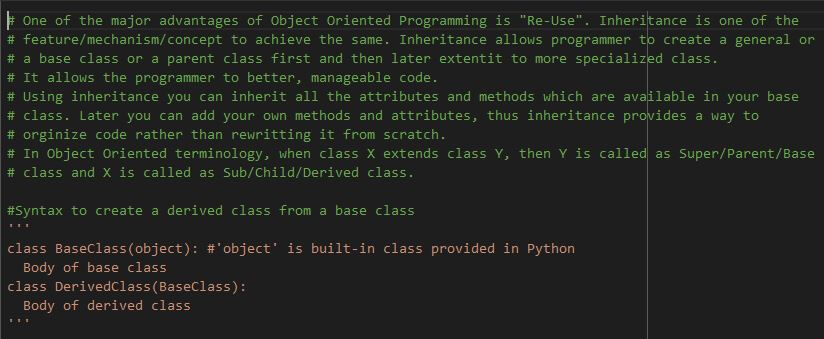 # One of the major advantages of Object Oriented Programming is "Re-Use". Inheritance is one of the
# feature/mechanism/concept to achieve the same. Inheritance allows programmer to create a general or
# a base class or a parent class first and then later extentit to more specialized class.
# It allows the programmer to better, manageable code.
# Using inheritance you can inherit all the attributes and methods which are available in your base
# class. Later you can add your own methods and attributes, thus inheritance provides a way to
# orginize code rather than rewritting it from scratch.
# In Object Oriented terminology, when class X extends class Y, then Y is called as Super/Parent/Base
# class and X is called as Sub/Child/Derived class.
#Syntax to create a derived class from a base class
'''
class BaseClass(object): #'object' is built-in class provided in Python
  Body of base class
class DerivedClass(BaseClass):
  Body of derived class
'''